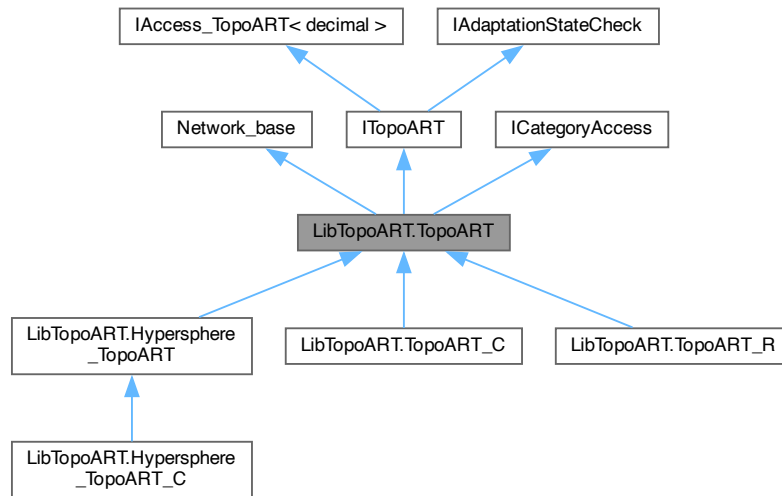 IAccess_TopoART< decimal >
IAdaptationStateCheck
Network_base
ITopoART
ICategoryAccess
LibTopoART.TopoART
LibTopoART.Hypersphere
_TopoART
LibTopoART.TopoART_C
LibTopoART.TopoART_R
LibTopoART.Hypersphere
_TopoART_C